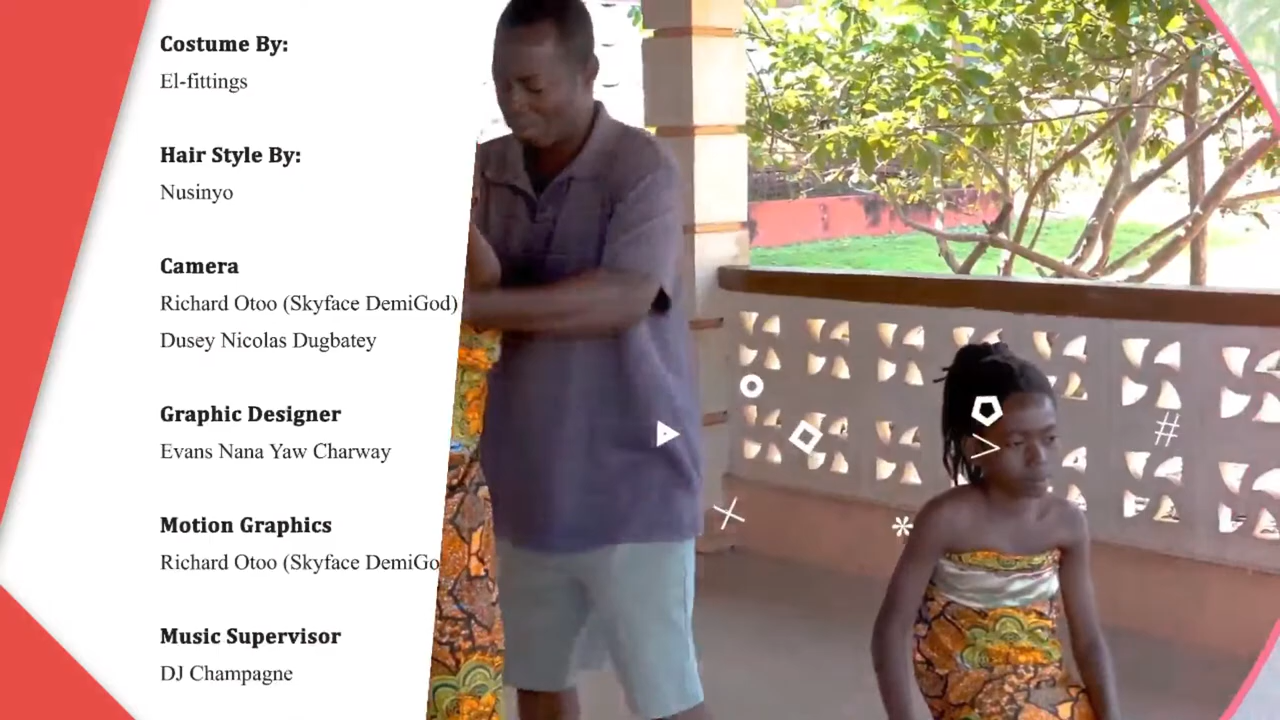 Costume By:
El-fittings
Hair Style By:
Nusinyo
Camera
Richard Otoo (Skyface DemiGod)
Dusey Nicolas Dugbatey
Graphic Designer
Evans Nana Yaw Charway
Motion Graphics
Richard Otoo (Skyface DemiGo
Music Supervisor
DJ Champagne